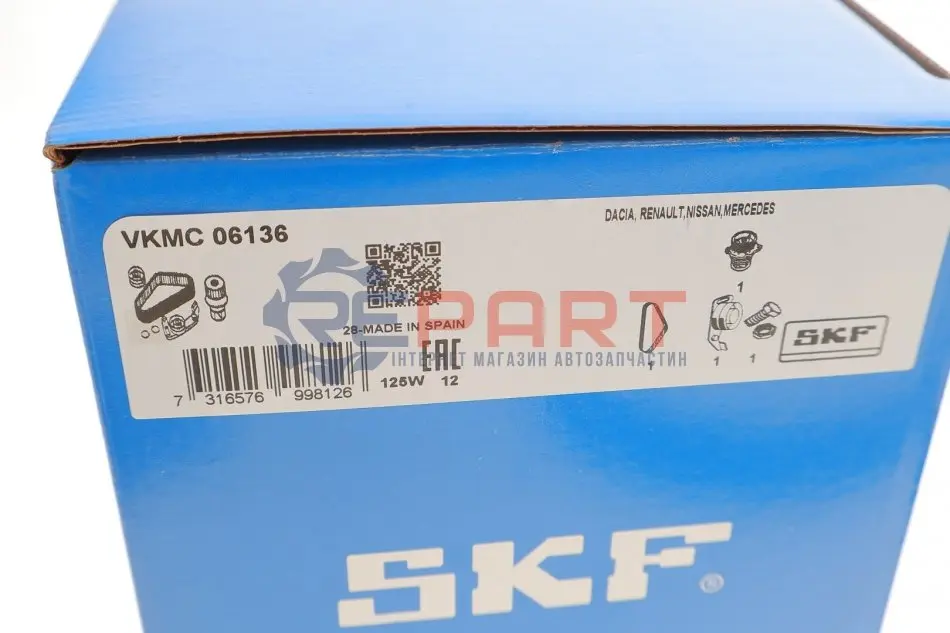 VKMC 06136
DACIA, RENAULT,NISSAN,MERCEDES
1
28-MADE IN SPAIN
REPART
ІНТЕРНЕТ МАГАЗИН АВТОЗАПЧАСТИН
SKF
1 1 1
EAC
125W 12
7 316576 998126
SKF®